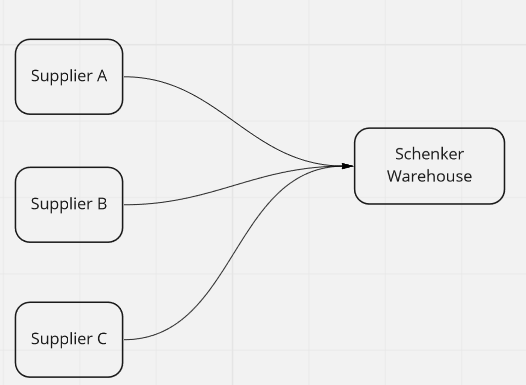 Supplier A
Schenker
Warehouse
Supplier B
Supplier C